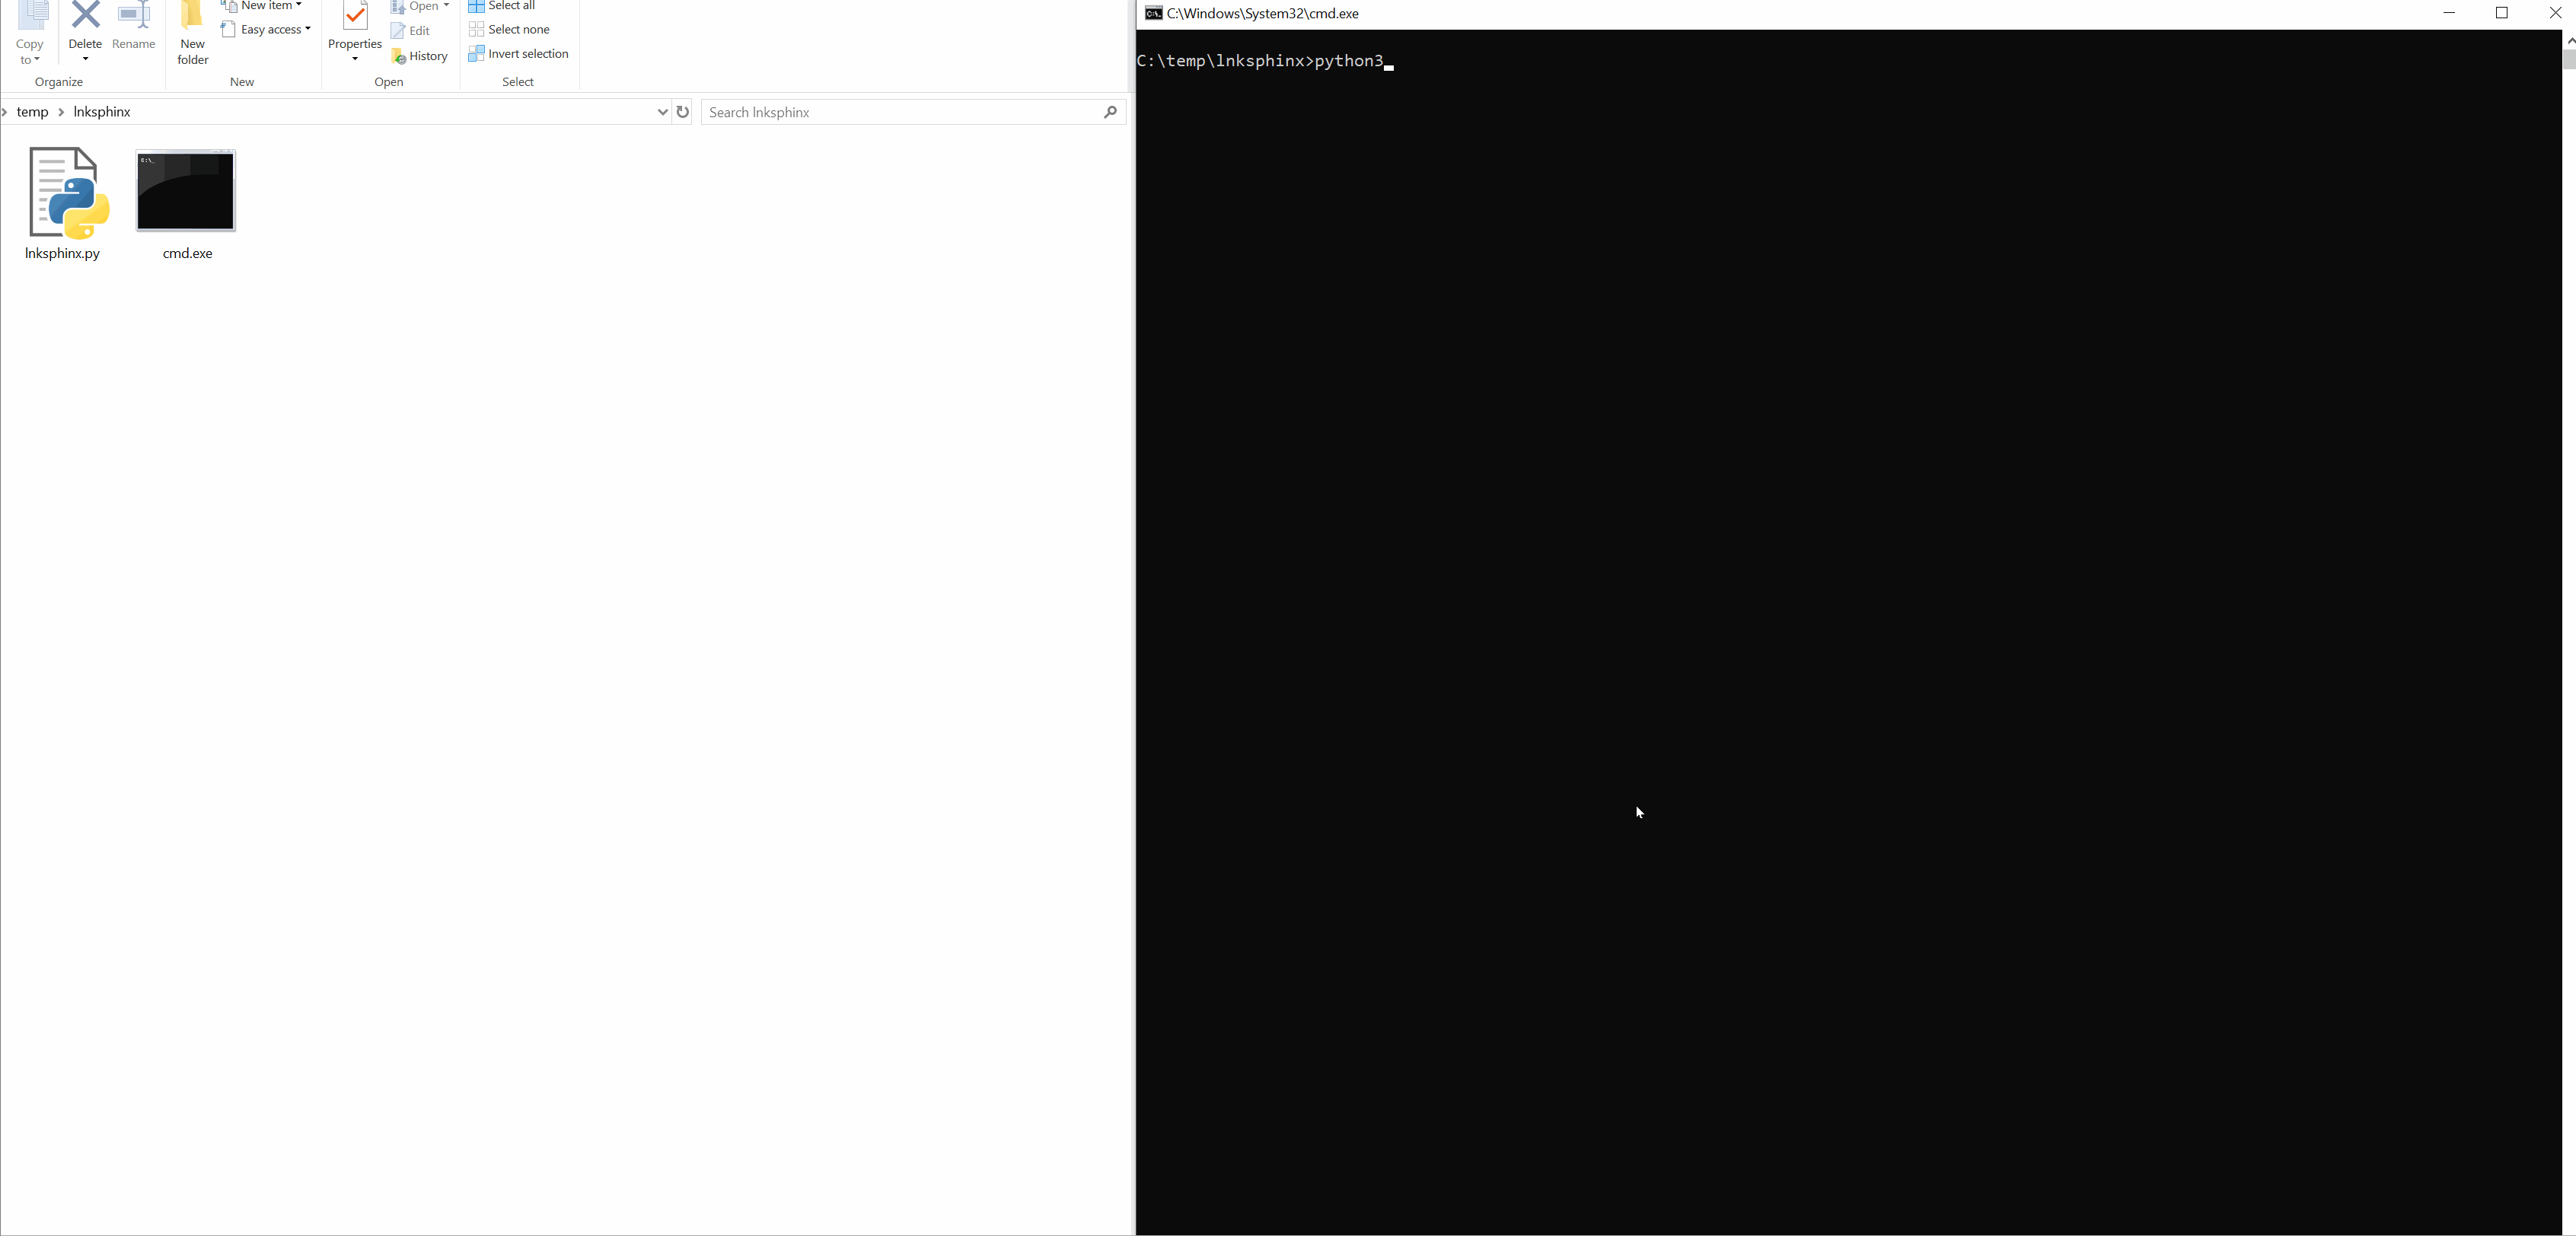 New item
Open
Select all
Easy access
Edit
Select none
Copy
to
Delete
Rename
New
folder
Properties
History
Invert selection
Organize
New
Open
Select
temp
lnksphinx
Search lnksphinx
C:\_
lnksphinx.py
cmd.exe
C:\Windows\System32\cmd.exe
C:\temp\lnksphinx>python3_